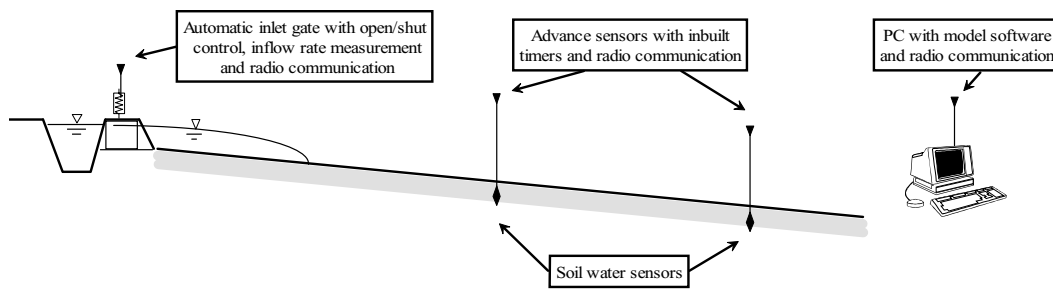 Automatic inlet gate with open/shut
control, inflow rate measurement
and radio communication
Advance sensors with inbuilt
timers and radio communication
PC with model software
and radio communication
Soil water sensors